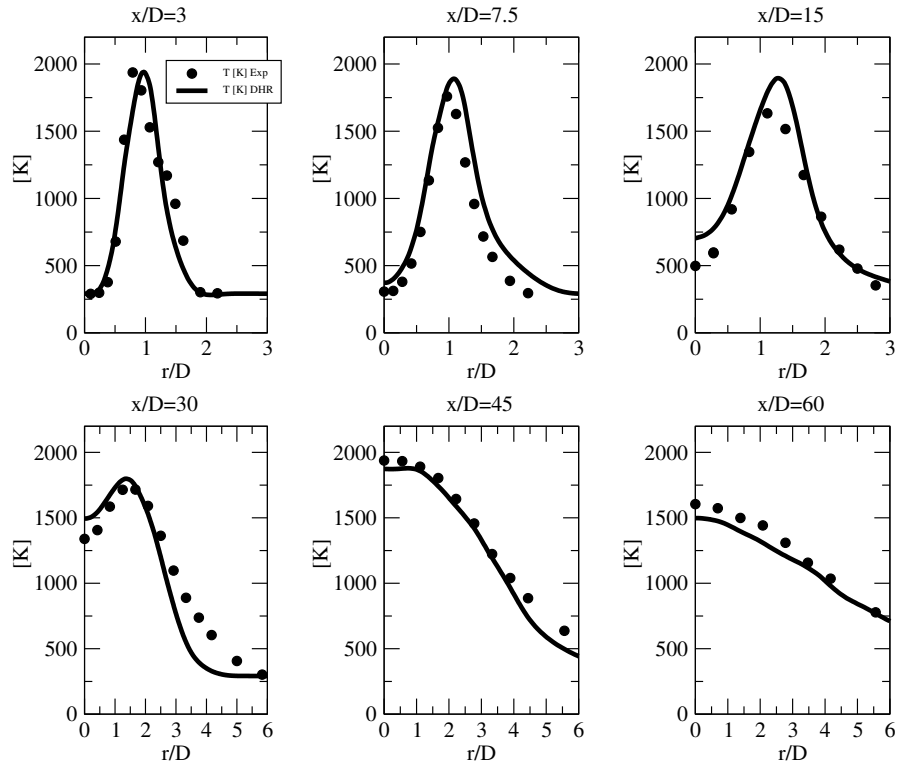 x/D=3
x/D=7.5
x/D=15
2000
1500
1000
500
0
[K]
T [K] Exp
T [K] DHR
0 1 2 3
r/D
2000
1500
1000
500
0
[K]
0 1 2 3
r/D
2000
1500
1000
500
0
[K]
0 1 2 3
r/D
x/D=30
x/D=45
x/D=60
2000
1500
1000
500
0
[K]
0 1 2 3 4 5 6
r/D
2000
1500
1000
500
0
[K]
0 1 2 3 4 5 6
r/D
2000
1500
1000
500
0
[K]
0 1 2 3 4 5 6
r/D